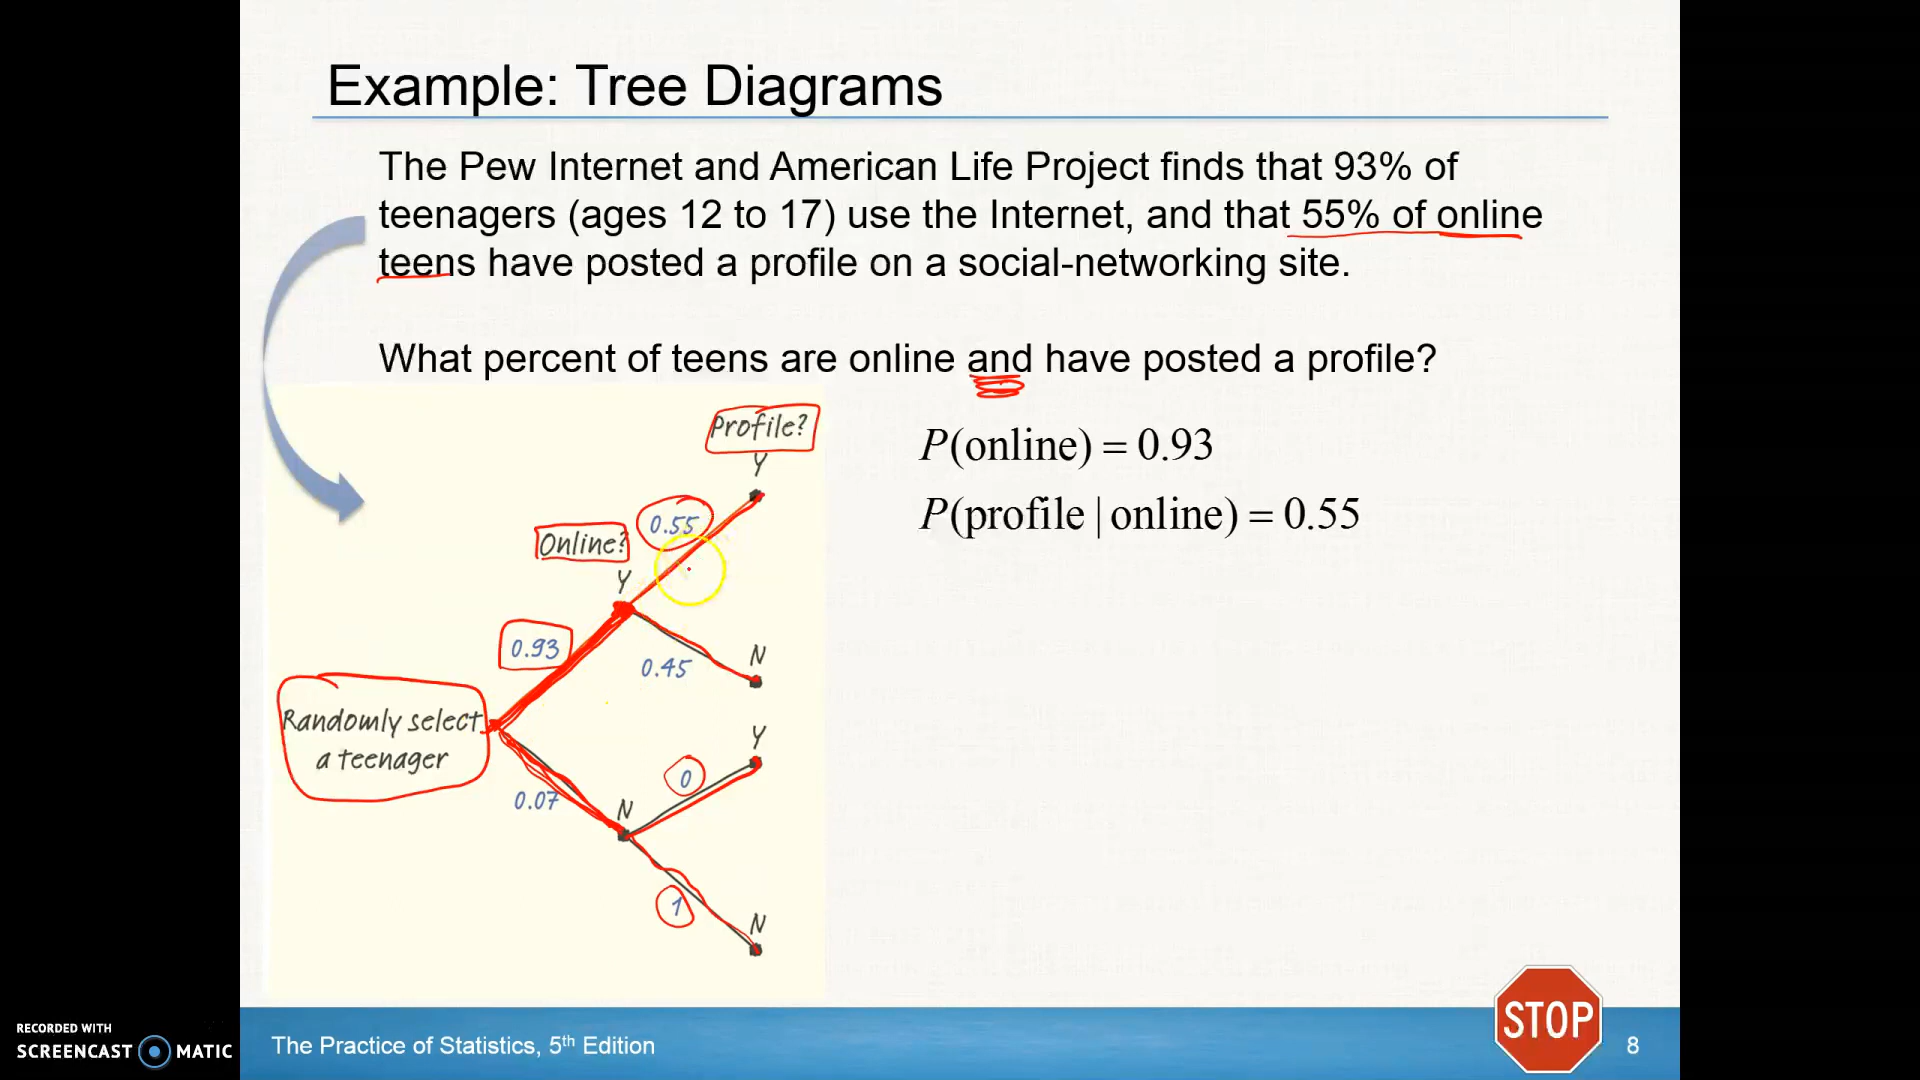 Example: Tree Diagrams
The Pew Internet and American Life Project finds that 93% of
teenagers (ages 12 to 17) use the Internet, and that 55% of online
teens have posted a profile on a social-networking site.
What percent of teens are online and have posted a profile?
Profile?
Y
0.55
Online?
Y
0.93
0.45
N
Randomly select
a teenager
0.07
Y
0
N
1
N
P(online) = 0.93
P(profile | online) = 0.55
STOP
RECORDED WITH
SCREENCAST MATIC
The Practice of Statistics, 5th Edition
8